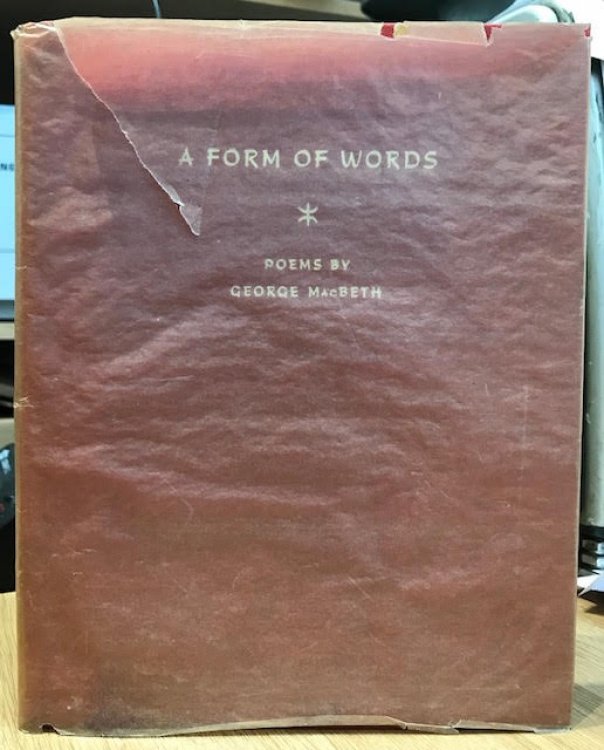 A FORM OF WORDS
POEMS BY
GEORGE MACBETH